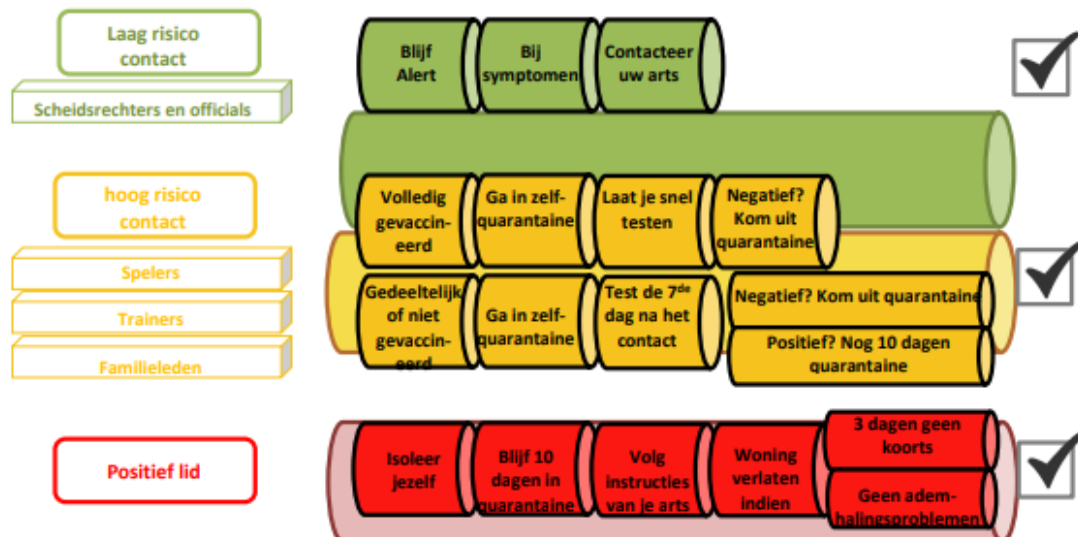 Laag risico
contact
Scheidsrechters en officials
Blijf
Alert
Bij
symptomen
Contacteer
uw arts
hoog risico
contact
Spelers
Trainers
Familieleden
Volledig
gevaccin-
eerd
Ga in zelf-
quarantaine
Laat je snel
testen
Negatief?
Kom uit
quarantaine
Gedeeltelijk
of niet
gevaccin-
eerd
Ga in zelf-
quarantaine
Test de 7de
dag na het
contact
Negatief? Kom uit quarantaine
Positief? Nog 10 dagen
quarantaine
Positief lid
Isoleer
jezelf
Blijf 10
dagen in
quarantaine
Volg
instructies
van je arts
Woning
verlaten
indien
3 dagen geen
koorts
Geen adem-
halingsproblemen